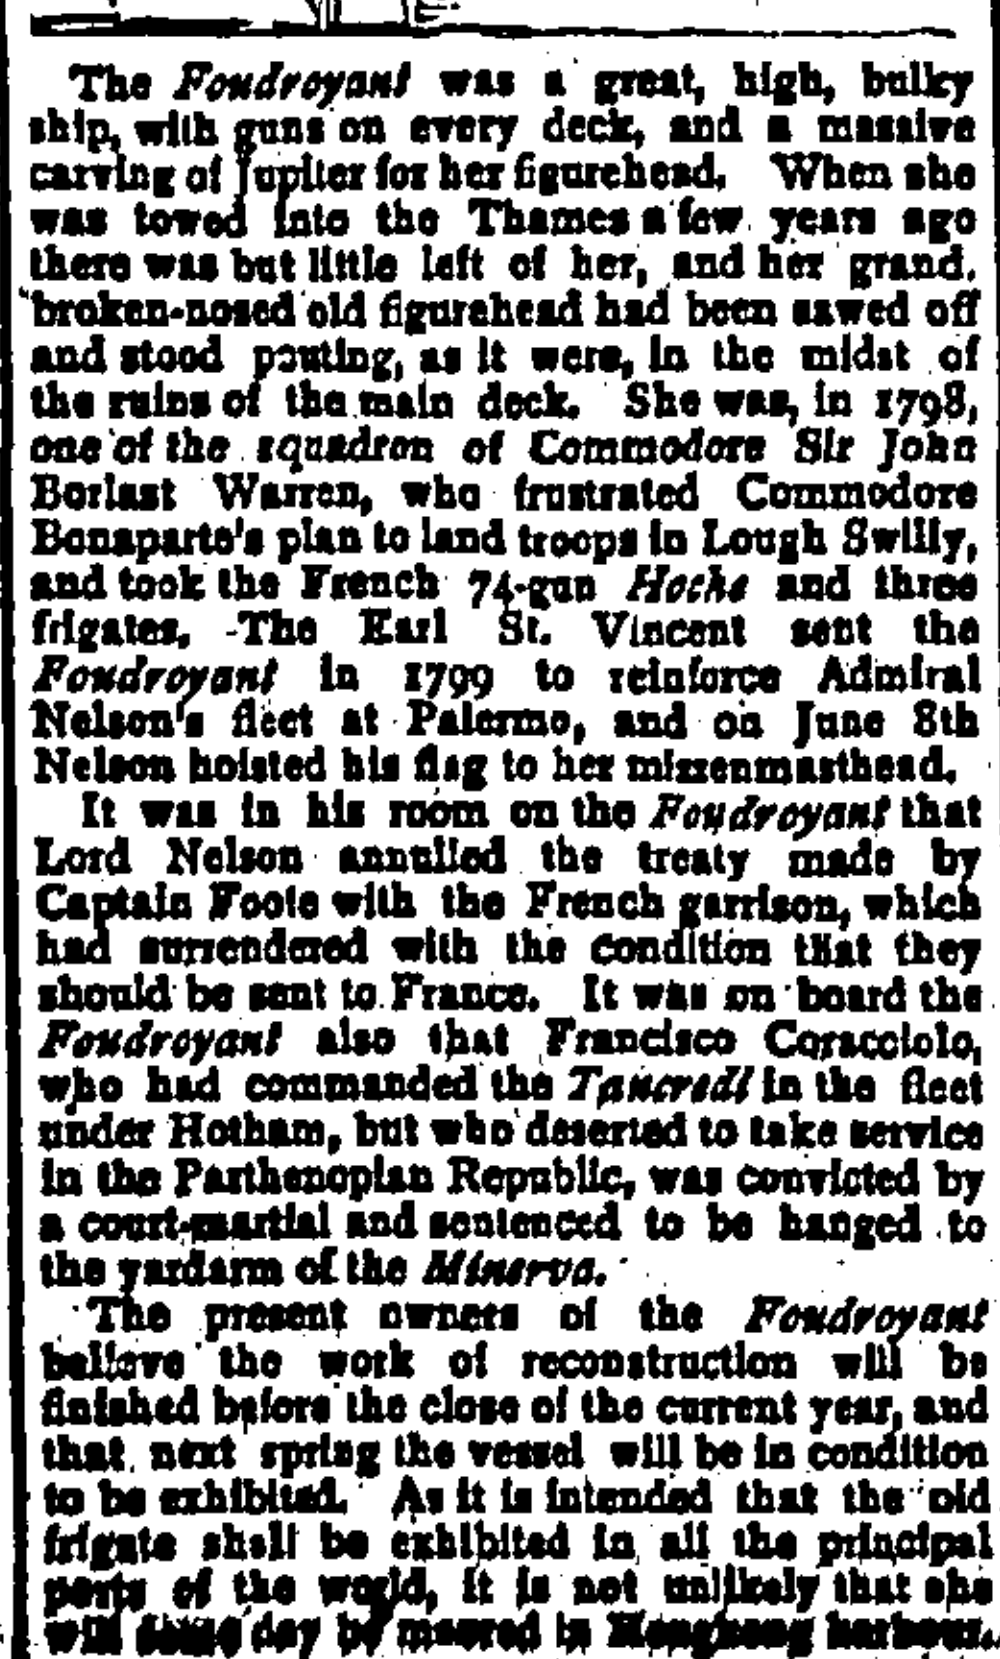 The Foudroyant was a great, high, bulky
ship, with guns on every deck, and a massive
carving of Jupiter for her figurehead. When she
was towed into the Thames a few years ago
there was but little left of her, and her grand,
broken-nosed old figurehead had been sawed off
and stood pouting, as it were, in the midst of
the ruins of the main deck. She was, in 1798,
one of the squadron of Commodore Sir John
Borlast Warren, who frustrated Commodore
Bonaparte's plan to land troops in Lough Swilly,
and took the French 74-gun Hoche and three
frigates. The Earl St. Vincent sent the
Foudroyant in 1799 to reinforce Admiral
Nelson's fleet at Palermo, and on June 8th
Nelson hoisted his flag to her mizzenmasthead.
It was in his room on the Foudroyant that
Lord Nelson annulled the treaty made by
Captain Foote with the French garrison, which
had surrendered with the condition that they
should be sent to France. It was on board the
Foudroyant also that Francisco Coracciolo,
who had commanded the Tancredi in the fleet
under Hotham, but who deserted to take service
in the Parthenopian Republic, was convicted by
a court-martial and sentenced to be hanged to
the yardarm of the Minerva.
The present owners of the Foudroyant
believe the work of reconstruction will be
finished before the close of the current year, and
that next spring the vessel will be in condition
to be exhibited. As it is intended that the old
frigate shall be exhibited in all the principal
ports of the world, it is not unlikely that she
will some day be moored in Hongkong harbour.